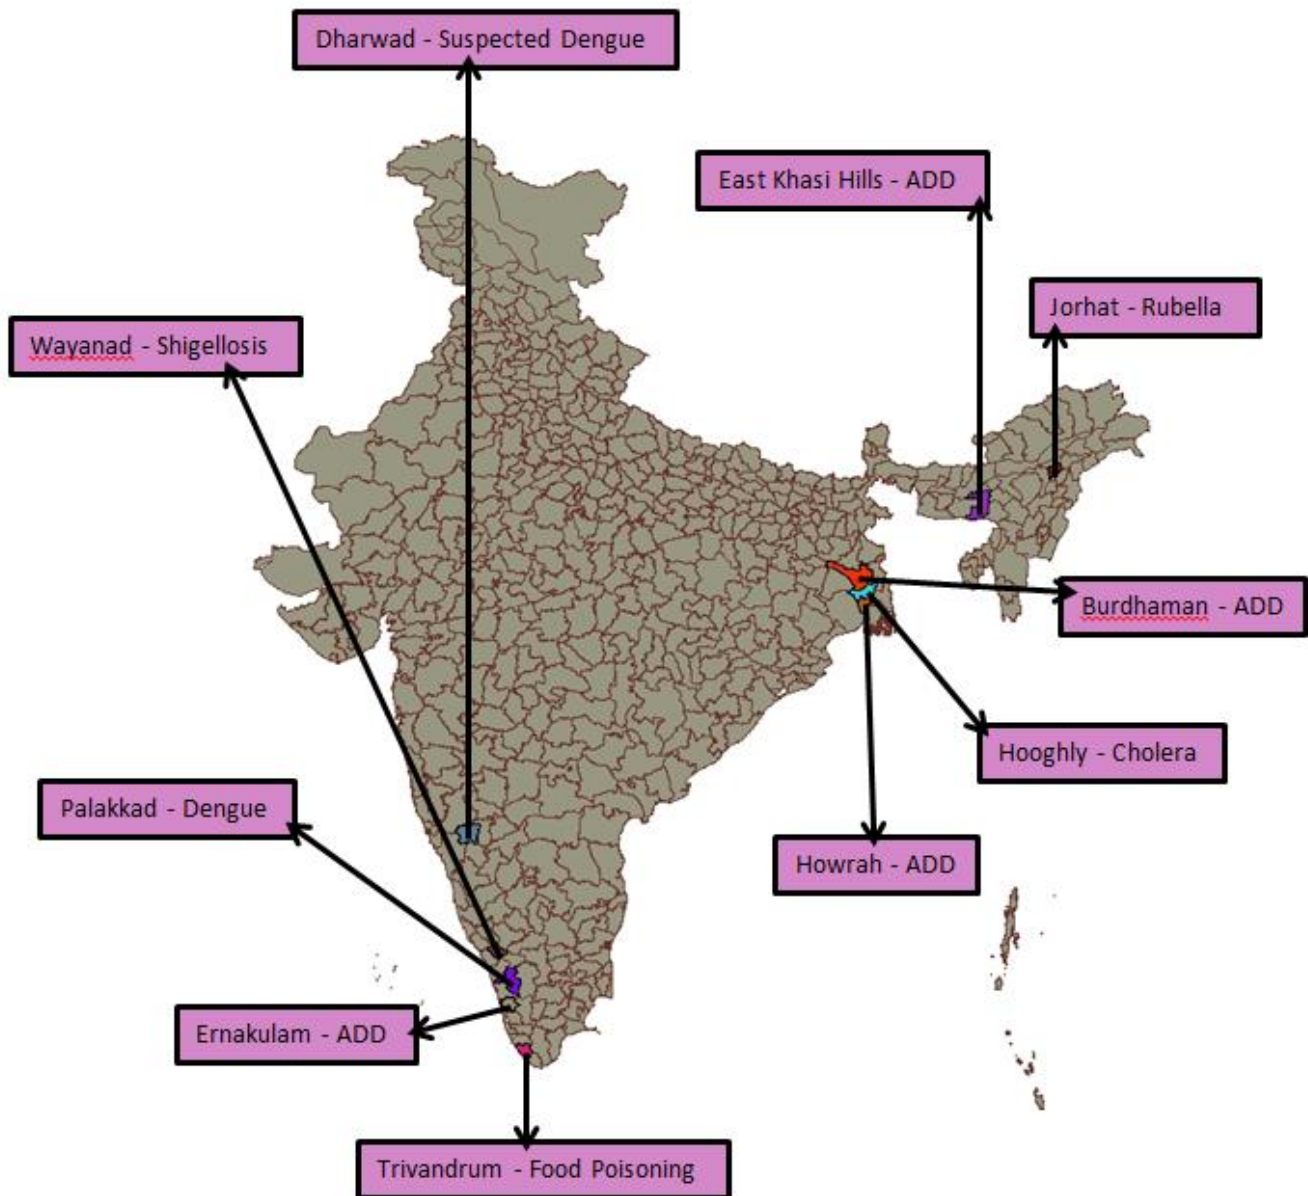 Dharwad - Suspected Dengue
East Khasi Hills - ADD
Jorhat - Rubella
Wayanad - Shigellosis
Burdhaman - ADD
Hooghly - Cholera
Palakkad - Dengue
Howrah - ADD
Ernakulam - ADD
Trivandrum - Food Poisoning